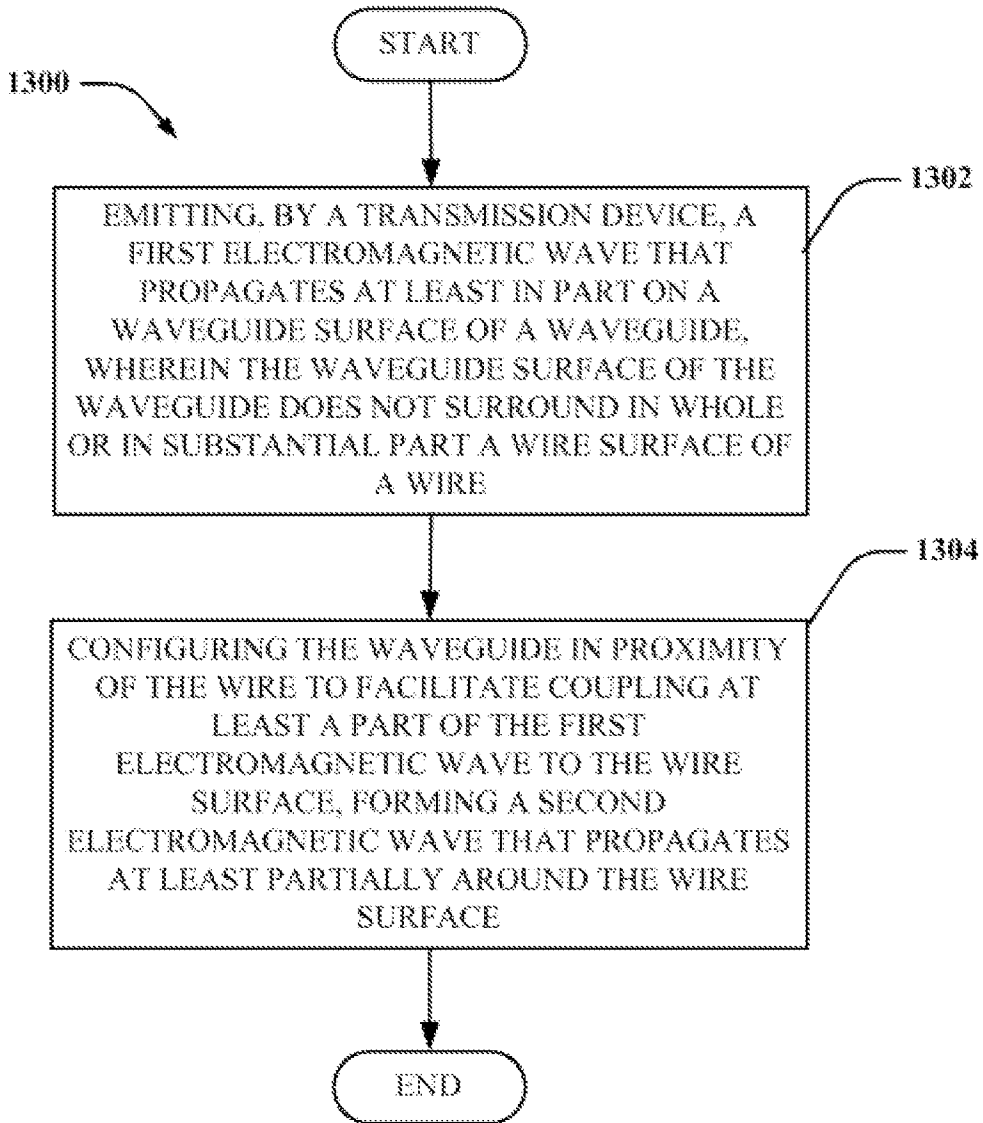 START
1300
1302
EMITTING, BY A TRANSMISSION DEVICE, A
FIRST ELECTROMAGNETIC WAVE THAT
PROPAGATES AT LEAST IN PART ON A
WAVEGUIDE SURFACE OF A WAVEGUIDE,
WHEREIN THE WAVEGUIDE SURFACE OF THE
WAVEGUIDE DOES NOT SURROUND IN WHOLE
OR IN SUBSTANTIAL PART A WIRE SURFACE OF
A WIRE
1304
CONFIGURING THE WAVEGUIDE IN PROXIMITY
OF THE WIRE TO FACILITATE COUPLING AT
LEAST A PART OF THE FIRST
ELECTROMAGNETIC WAVE TO THE WIRE
SURFACE, FORMING A SECOND
ELECTROMAGNETIC WAVE THAT PROPAGATES
AT LEAST PARTIALLY AROUND THE WIRE
SURFACE
END